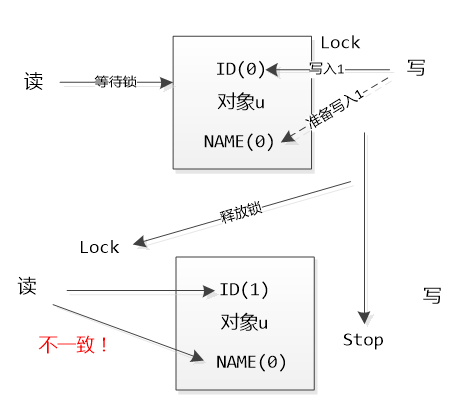 Lock
读
等待锁
ID(0)
写入1
写
对象u
准备写入1
NAME(0)
释放锁
Lock
读
ID(1)
写
对象u
不一致！
NAME(0)
Stop